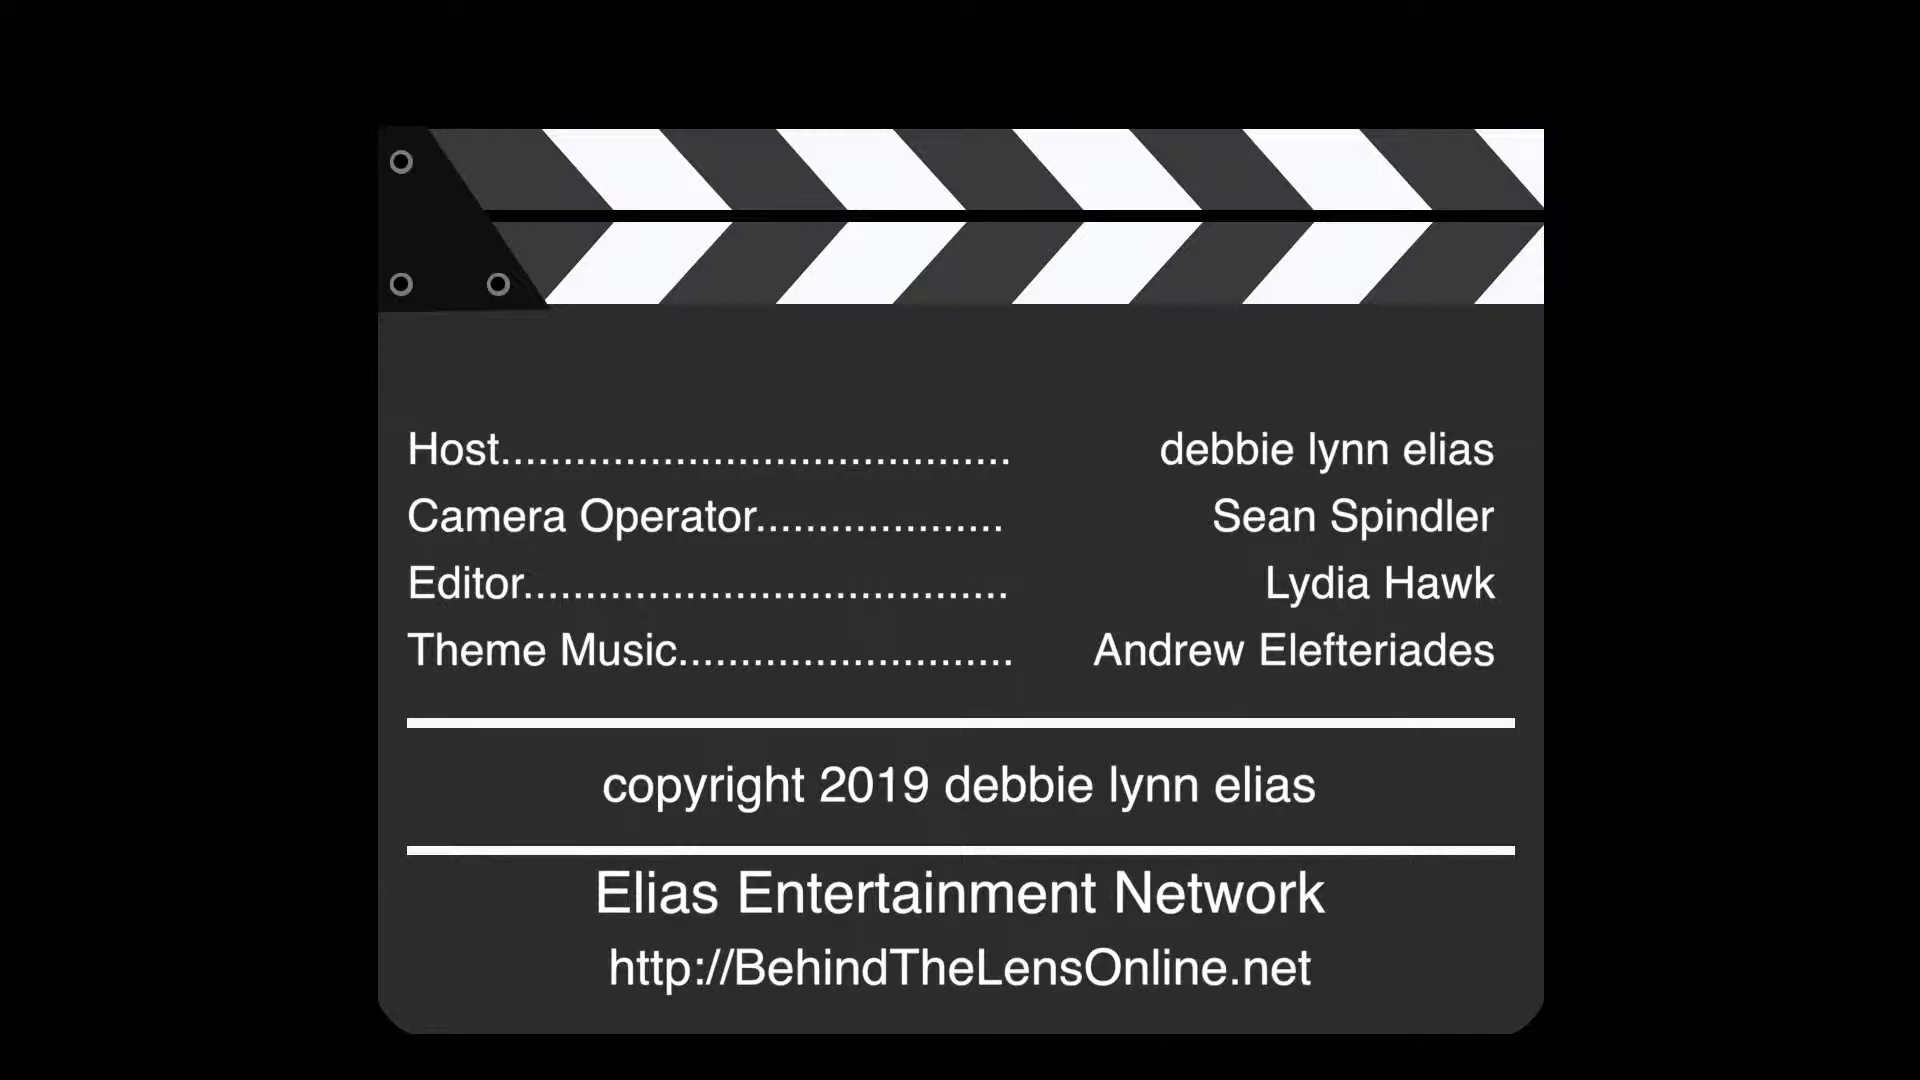 Host......................................... debbie lynn elias
Camera Operator.................... Sean Spindler
Editor....................................... Lydia Hawk
Theme Music........................... Andrew Elefteriades
copyright 2019 debbie lynn elias
Elias Entertainment Network
http://BehindTheLensOnline.net